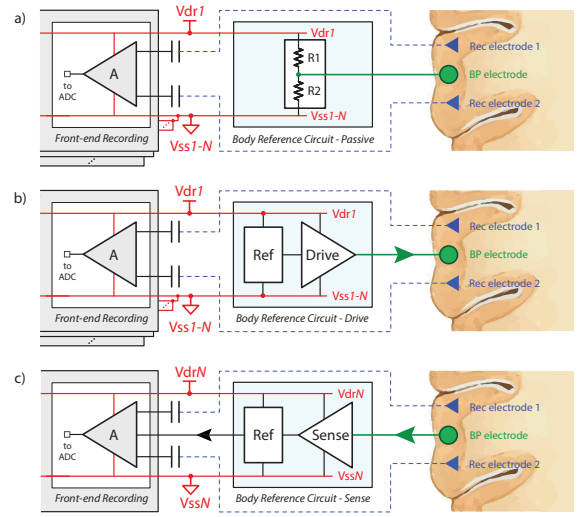 a)
Vdr1
Vdr1
A
to
ADC
R1
R2
Vss1-N
Front-end Recording
Vss1-N
Body Reference Circuit - Passive
Rec electrode 1
BP electrode
Rec electrode 2
b)
Vdr1
Vdr1
A
to
ADC
Ref
Drive
Vss1-N
Front-end Recording
Vss1-N
Body Reference Circuit - Drive
Rec electrode 1
BP electrode
Rec electrode 2
c)
VdrN
VdrN
A
to
ADC
Ref
Sense
VssN
Front-end Recording
VssN
Body Reference Circuit - Sense
Rec electrode 1
BP electrode
Rec electrode 2